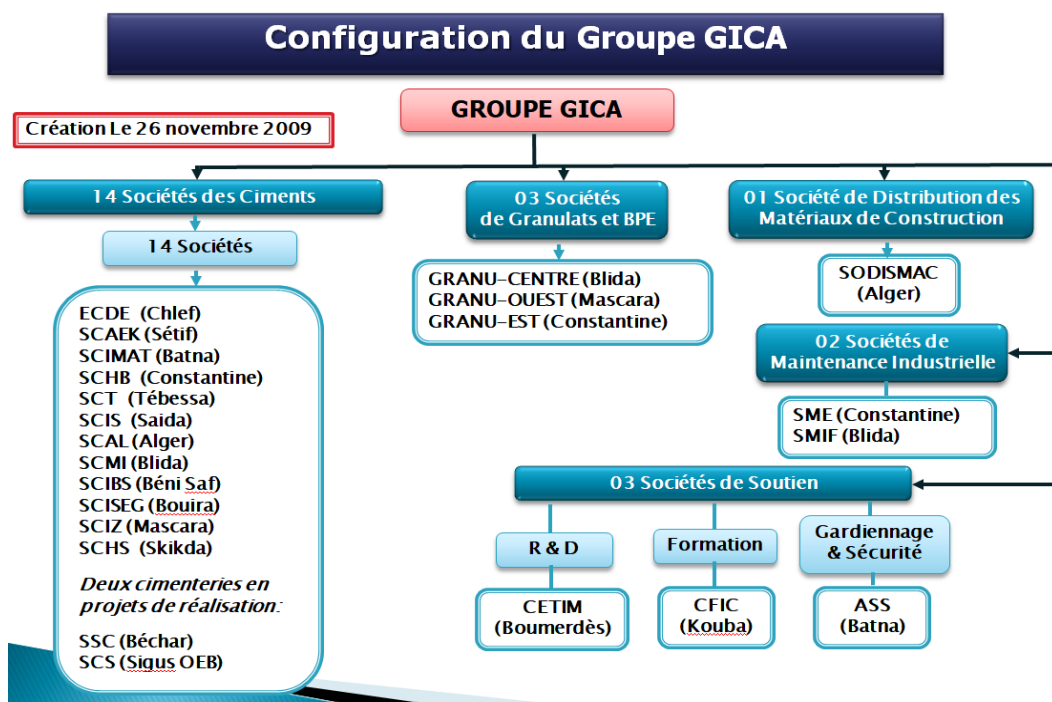 Configuration du Groupe GICA
GROUPE GICA
Création Le 26 novembre 2009
14 Sociétés des Ciments
14 Sociétés
ECDE (Chlef)
SCAEK (Sétif)
SCIMAT (Batna)
SCHB (Constantine)
SCT (Tébessa)
SCIS (Saida)
SCAL (Alger)
SCMI (Blida)
SCIBS (Béni Saf)
SCISEG (Bouira)
SCIZ (Mascara)
SCHS (Skikda)
Deux cimenteries en
projets de réalisation:
SSC (Béchar)
SCS (Sigus OEB)
03 Sociétés
de Granulats et BPE
GRANU-CENTRE (Blida)
GRANU-OUEST (Mascara)
GRANU-EST (Constantine)
01 Société de Distribution des
Matériaux de Construction
SODISMAC
(Alger)
02 Sociétés de
Maintenance Industrielle
SME (Constantine)
SMIF (Blida)
03 Sociétés de Soutien
R & D
CETIM
(Boumerdès)
Formation
CFIC
(Kouba)
Gardiennage
& Sécurité
ASS
(Batna)